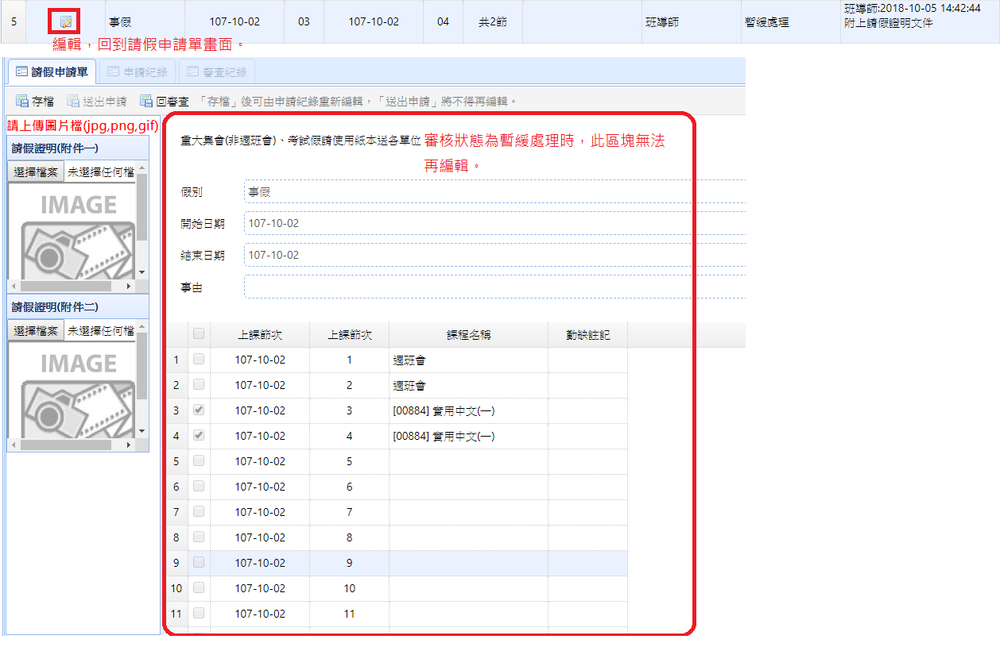 5 事假 107-10-02 03 107-10-02 04 共2節 班導師 暫緩處理 班導師:2018-10-05 14:42:44
附上請假證明文件
編輯，回到請假申請單畫面。
請假申請單 申請紀錄 審查紀錄
存檔 送出申請 回審查 「存檔」後可由申請紀錄重新編輯，「送出申請」將不得再編輯。
請上傳圖片檔(jpg,png,gif)
請假證明(附件一)
選擇檔案 未選擇任何檔
IMAGE
請假證明(附件二)
選擇檔案 未選擇任何檔
IMAGE
重大集會(非週班會)、考試假請使用紙本送各單位 審核狀態為暫緩處理時，此區塊無法
再編輯。
假別 事假
開始日期 107-10-02
結束日期 107-10-02
事由
上課節次 上課節次 課程名稱 勤缺註記
1 107-10-02 1 週班會
2 107-10-02 2 週班會
3 107-10-02 3 [00884] 實用中文(一)
4 107-10-02 4 [00884] 實用中文(一)
5 107-10-02 5
6 107-10-02 6
7 107-10-02 7
8 107-10-02 8
9 107-10-02 9
10 107-10-02 10
11 107-10-02 11